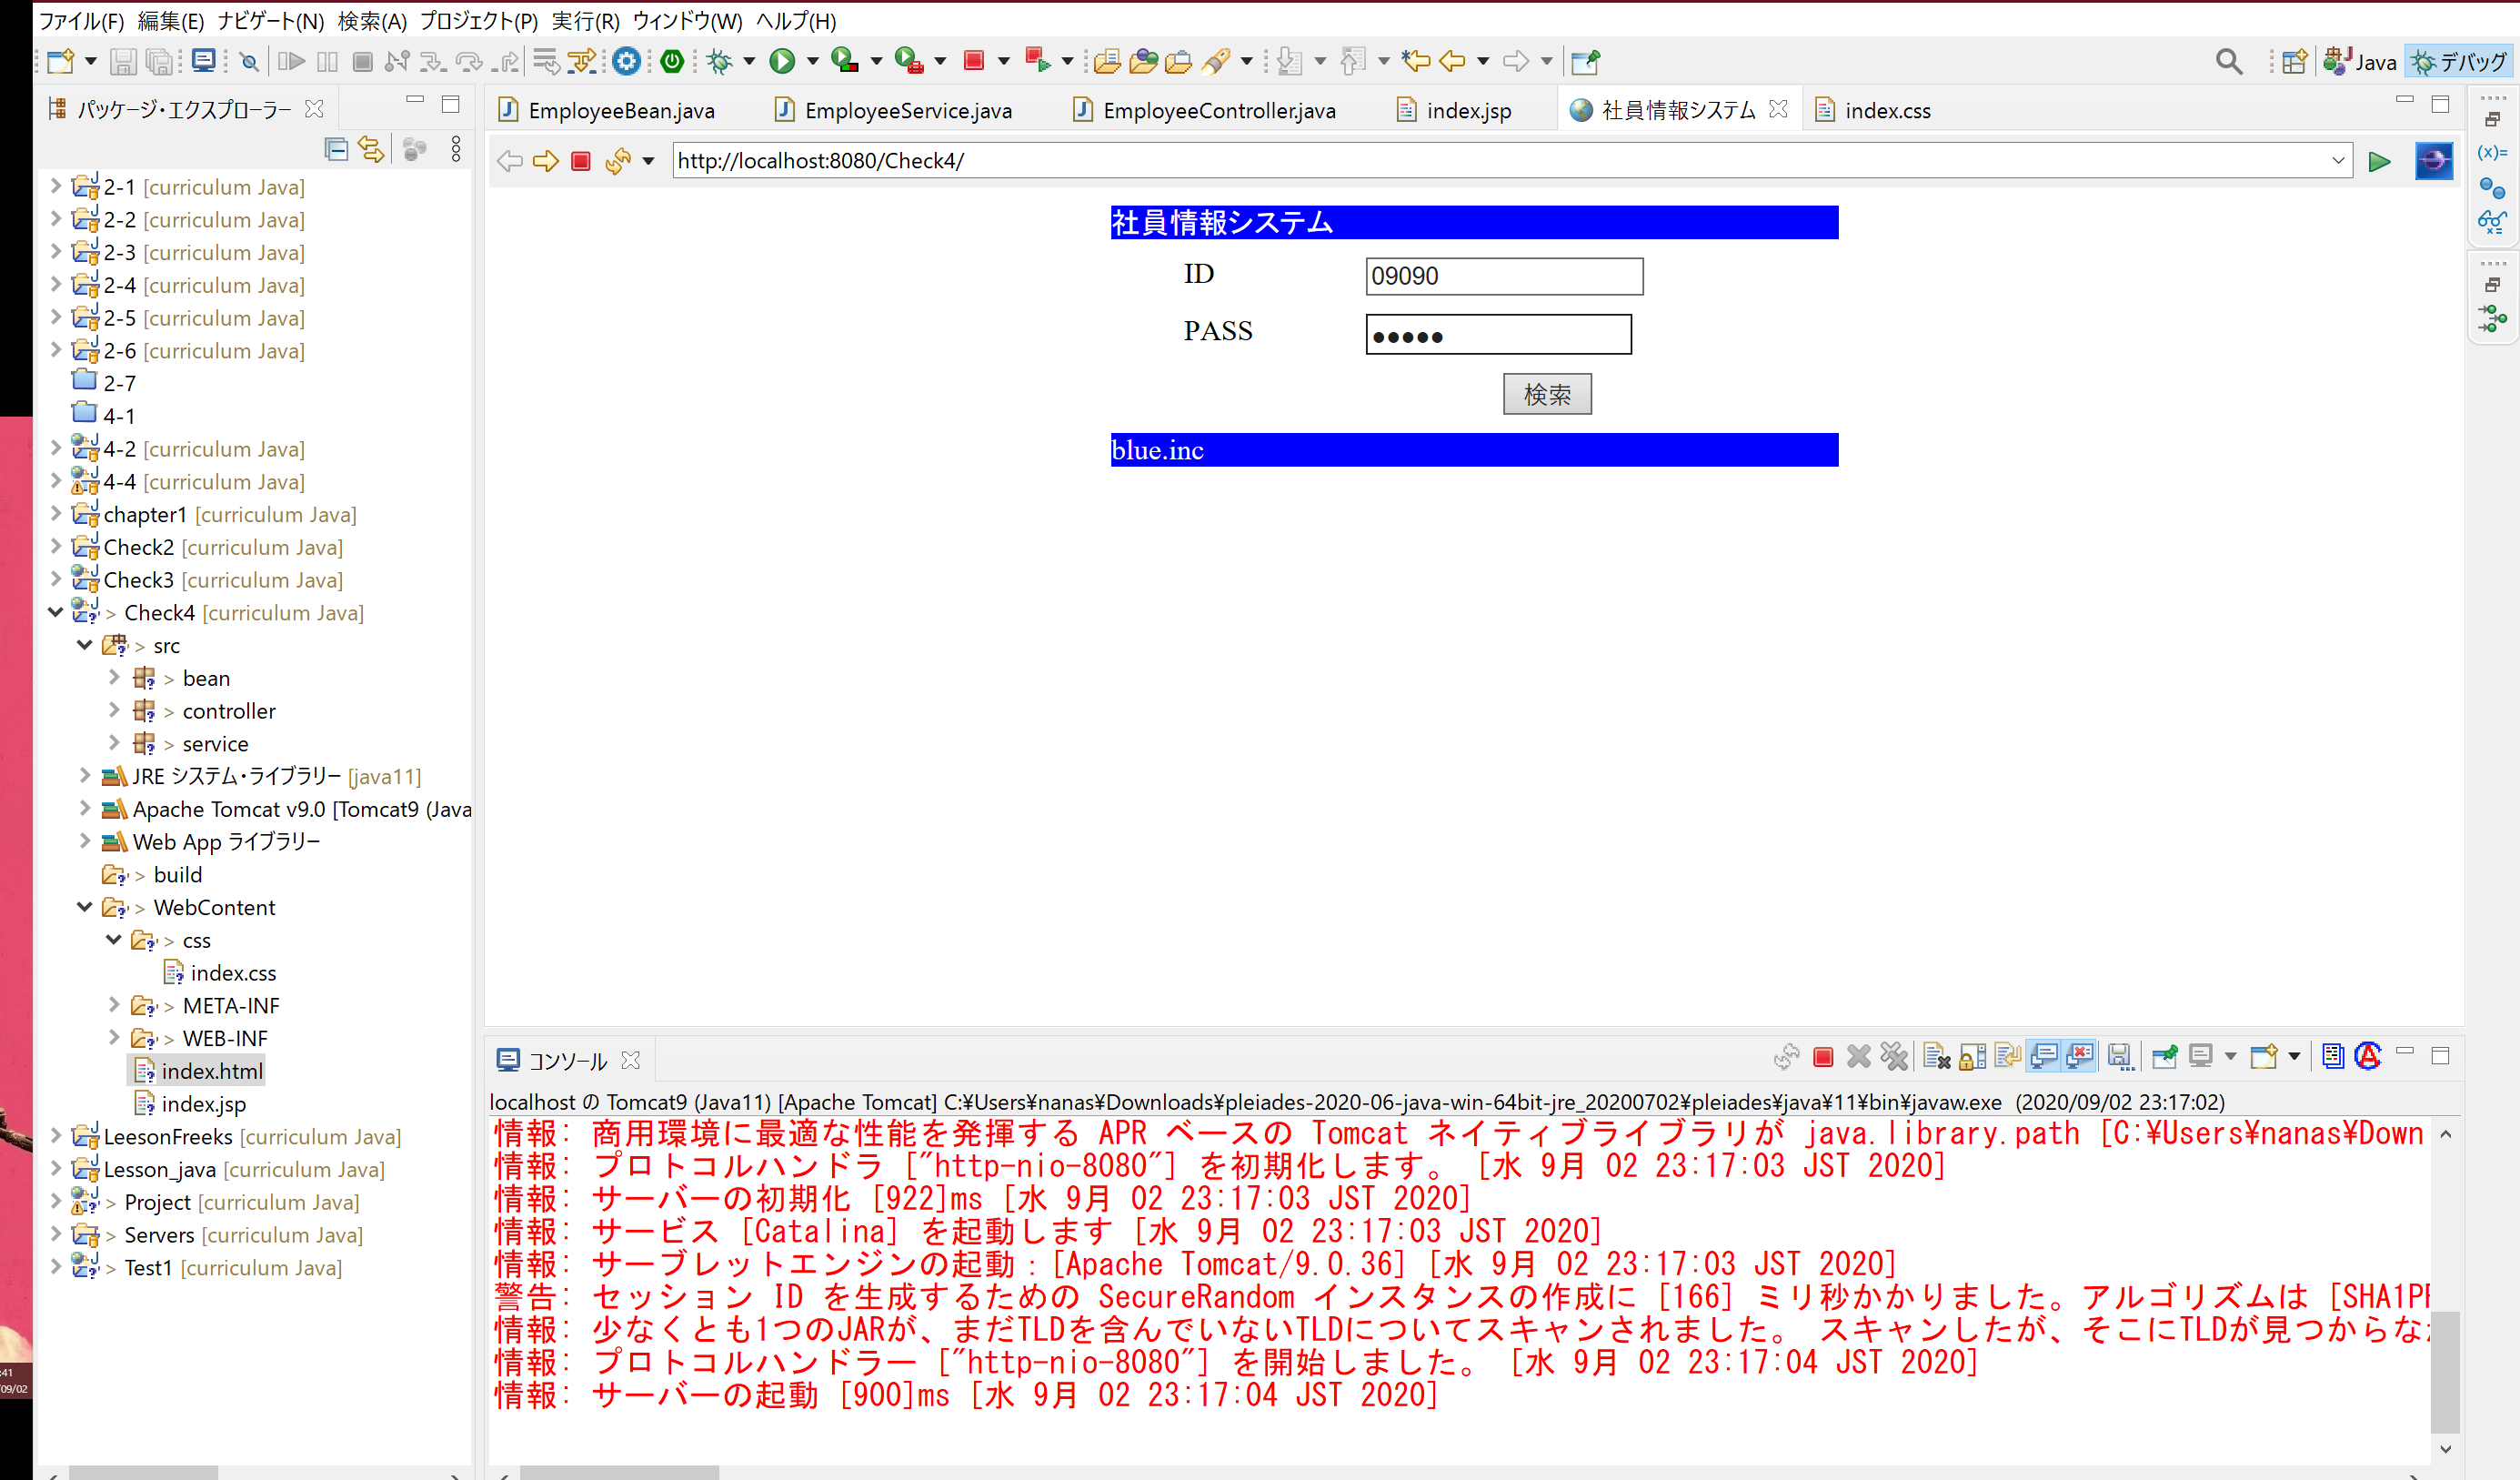 ファイル(F) 編集(E) ナビゲート(N) 検索(A) プロジェクト(P) 実行(R) ウィンドウ(W) ヘルプ(H)
Java デバッグ
パッケージ・エクスプローラー
EmployeeBean.java EmployeeService.java EmployeeController.java index.jsp 社員情報システム index.css
http://localhost:8080/Check4/
2-1 [curriculum Java]
2-2 [curriculum Java]
2-3 [curriculum Java]
2-4 [curriculum Java]
2-5 [curriculum Java]
2-6 [curriculum Java]
2-7
4-1
4-2 [curriculum Java]
4-4 [curriculum Java]
chapter1 [curriculum Java]
Check2 [curriculum Java]
Check3 [curriculum Java]
> Check4 [curriculum Java]
> src
> bean
> controller
> service
JRE システム・ライブラリー [java11]
Apache Tomcat v9.0 [Tomcat9 (Java
Web App ライブラリー
> build
> WebContent
> css
index.css
> META-INF
> WEB-INF
index.html
index.jsp
LeesonFreeks [curriculum Java]
Lesson_java [curriculum Java]
> Project [curriculum Java]
> Servers [curriculum Java]
> Test1 [curriculum Java]
社員情報システム
ID 09090
PASS ●●●●●
検索
blue.inc
コンソール
localhost の Tomcat9 (Java11) [Apache Tomcat] C:¥Users¥nanas¥Downloads¥pleiades-2020-06-java-win-64bit-jre_20200702¥pleiades¥java¥11¥bin¥javaw.exe (2020/09/02 23:17:02)
情報: 商用環境に最適な性能を発揮する APR ベースの Tomcat ネイティブライブラリが java.library.path [C:¥Users¥nanas¥Down
情報: プロトコルハンドラ ["http-nio-8080"] を初期化します。 [水 9月 02 23:17:03 JST 2020]
情報: サーバーの初期化 [922]ms [水 9月 02 23:17:03 JST 2020]
情報: サービス [Catalina] を起動します [水 9月 02 23:17:03 JST 2020]
情報: サーブレットエンジンの起動：[Apache Tomcat/9.0.36] [水 9月 02 23:17:03 JST 2020]
警告: セッション ID を生成するための SecureRandom インスタンスの作成に [166] ミリ秒かかりました。アルゴリズムは [SHA1PR
情報: 少なくとも1つのJARが、まだTLDを含んでいないTLDについてスキャンされました。 スキャンしたが、そこにTLDが見つからな
情報: プロトコルハンドラー ["http-nio-8080"] を開始しました。 [水 9月 02 23:17:04 JST 2020]
情報: サーバーの起動 [900]ms [水 9月 02 23:17:04 JST 2020]
:41
09/02